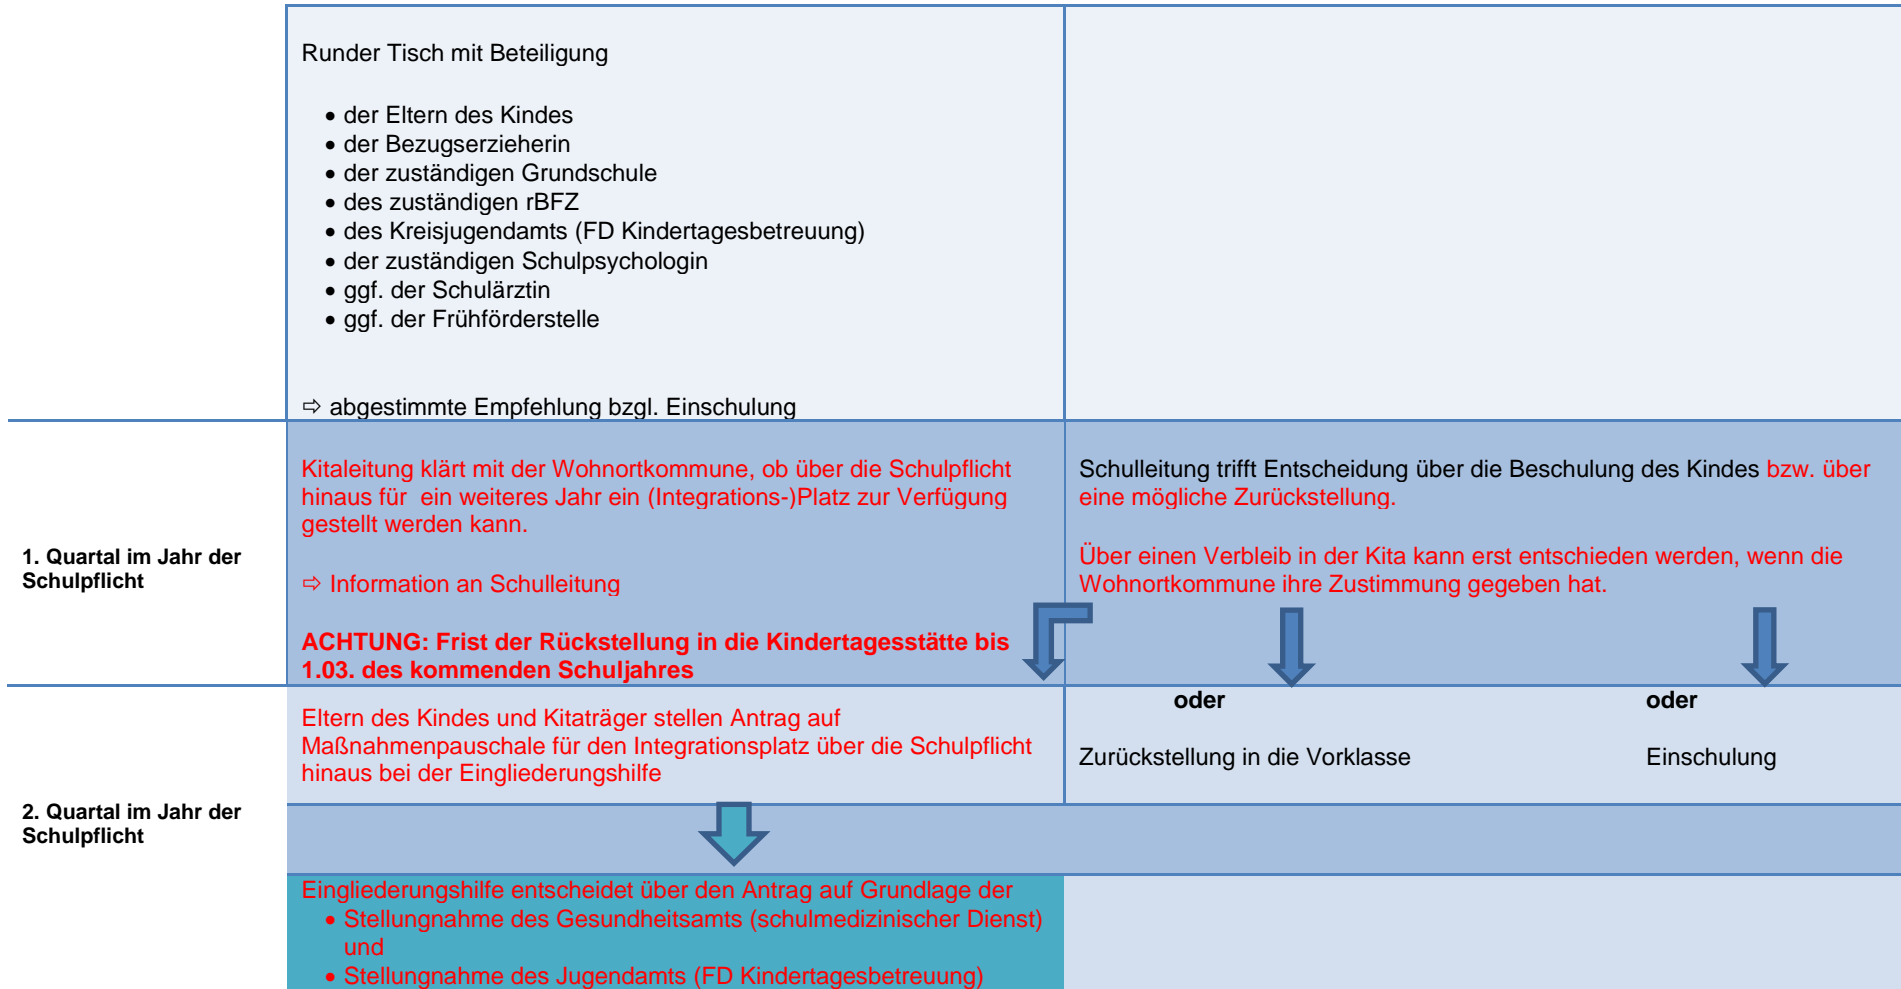 Runder Tisch mit Beteiligung
• der Eltern des Kindes
• der Bezugserzieherin
• der zuständigen Grundschule
• des zuständigen rBFZ
• des Kreisjugendamts (FD Kindertagesbetreuung)
• der zuständigen Schulpsychologin
• ggf. der Schulärztin
• ggf. der Frühförderstelle
⇨ abgestimmte Empfehlung bzgl. Einschulung
1. Quartal im Jahr der
Schulpflicht
Kitaleitung klärt mit der Wohnortkommune, ob über die Schulpflicht
hinaus für ein weiteres Jahr ein (Integrations-)Platz zur Verfügung
gestellt werden kann.
⇨ Information an Schulleitung
ACHTUNG: Frist der Rückstellung in die Kindertagesstätte bis
1.03. des kommenden Schuljahres
Schulleitung trifft Entscheidung über die Beschulung des Kindes bzw. über
eine mögliche Zurückstellung.
Über einen Verbleib in der Kita kann erst entschieden werden, wenn die
Wohnortkommune ihre Zustimmung gegeben hat.
2. Quartal im Jahr der
Schulpflicht
Eltern des Kindes und Kitaträger stellen Antrag auf
Maßnahmenpauschale für den Integrationsplatz über die Schulpflicht
hinaus bei der Eingliederungshilfe
oder
Zurückstellung in die Vorklasse
oder
Einschulung
Eingliederungshilfe entscheidet über den Antrag auf Grundlage der
• Stellungnahme des Gesundheitsamts (schulmedizinischer Dienst)
und
• Stellungnahme des Jugendamts (FD Kindertagesbetreuung)